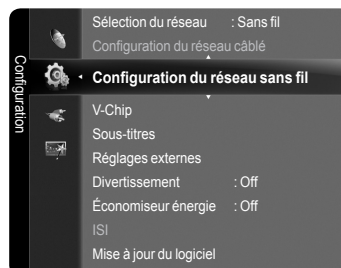 Configuration
Sélection du réseau : Sans fil
Configuration du réseau câblé
Configuration du réseau sans fil
V-Chip
Sous-titres
Réglages externes
Divertissement : Off
Économiseur énergie : Off
ISI
Mise à jour du logiciel